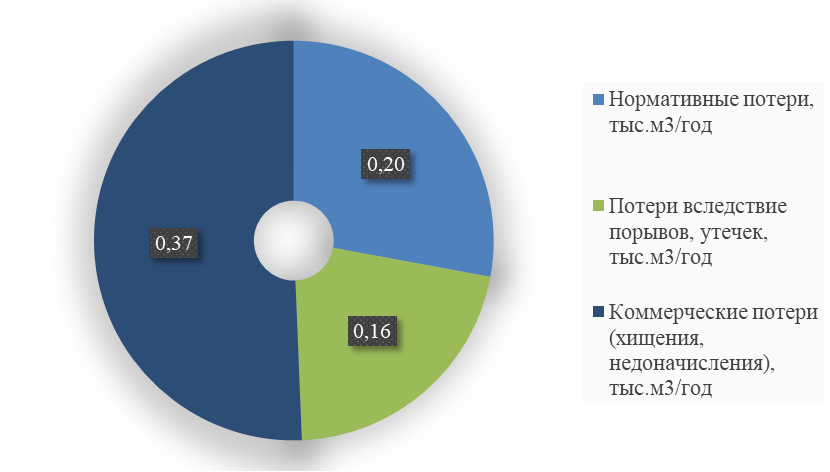 0,20
0,37
0,16
Нормативные потери,
тыс.м3/год
Потери вследствие
порывов, утечек,
тыс.м3/год
Коммерческие потери
(хищения,
недоначисления),
тыс.м3/год